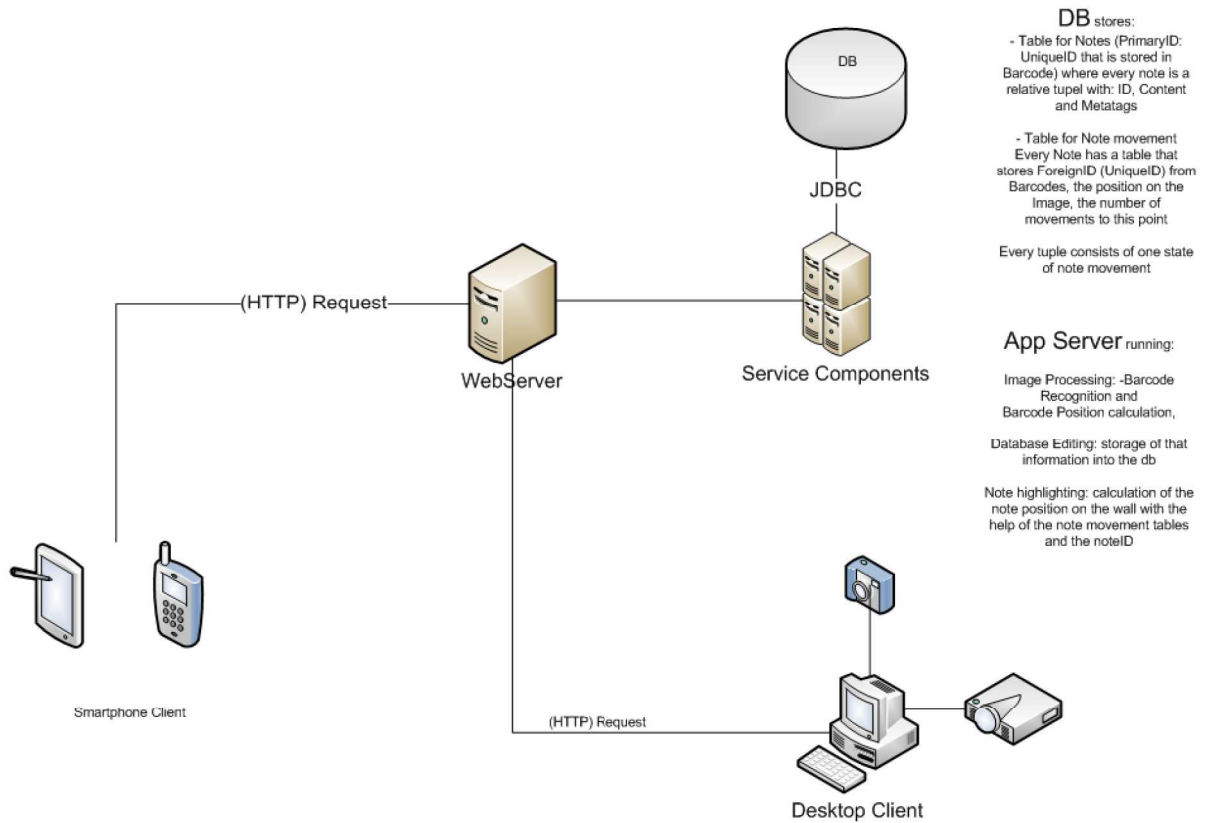 DB stores:
- Table for Notes (PrimaryID:
UniqueID that is stored in
Barcode) where every note is a
relative tupel with: ID, Content
and Metatags
- Table for Note movement
Every Note has a table that
stores ForeignID (UniqueID) from
Barcodes, the position on the
Image, the number of
movements to this point
Every tuple consists of one state
of note movement
DB
JDBC
(HTTP) Request
WebServer
Service Components
App Server running:
Image Processing: -Barcode
Recognition and
Barcode Position calculation,
Database Editing: storage of that
information into the db
Note highlighting: calculation of the
note position on the wall with the
help of the note movement tables
and the noteID
Smartphone Client
(HTTP) Request
Desktop Client